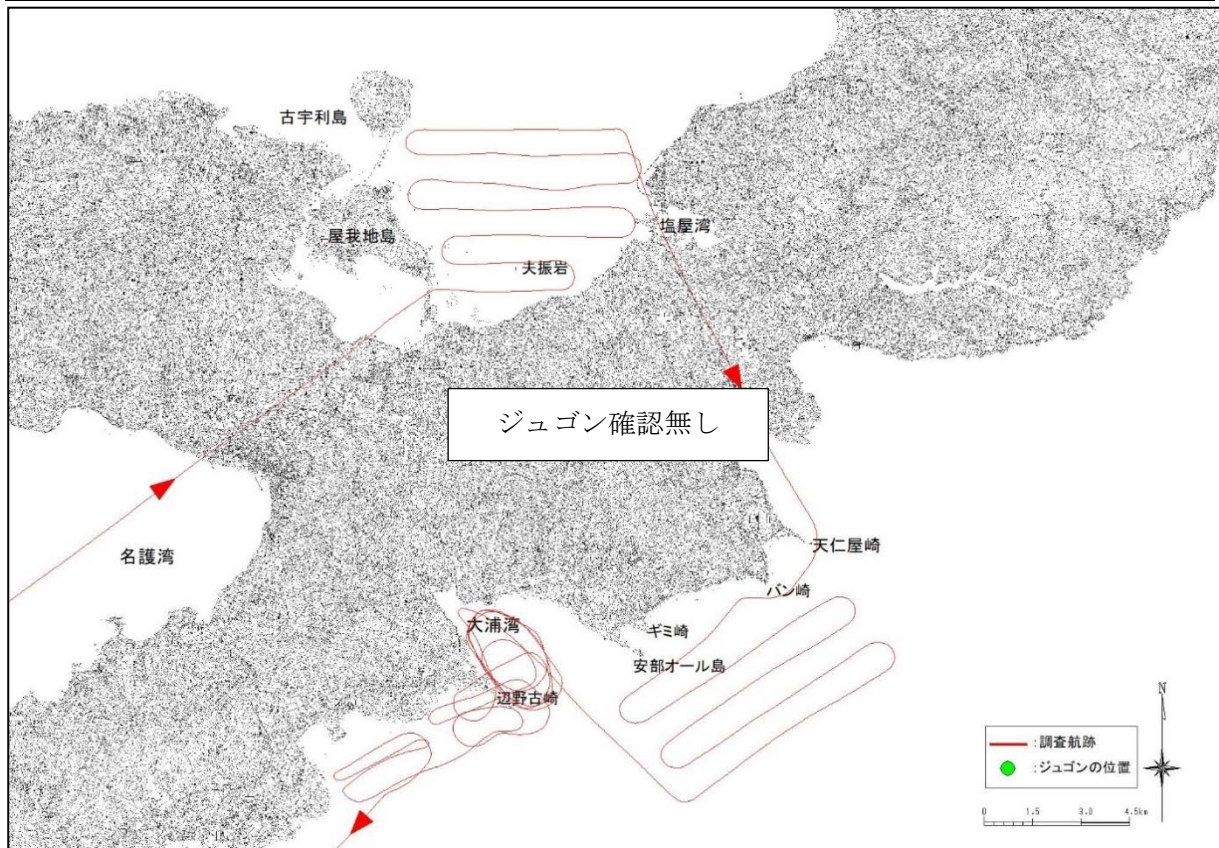 古宇利島
屋我地島
塩屋湾
夫振岩
ジュゴン確認無し
名護湾
天仁屋崎
バン崎
大浦湾
ギミ崎
安部オール島
辺野古崎
N
:調査航跡
:ジュゴンの位置
0 1.5 3.0 4.5km